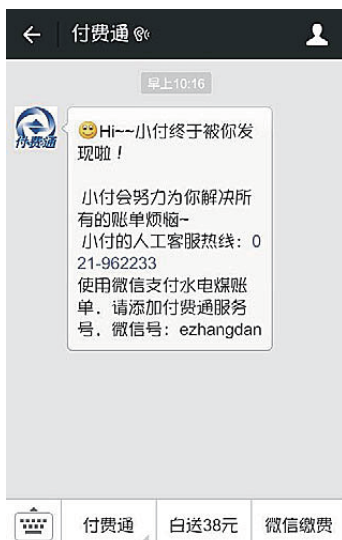 付费通
早上10:16
付费通
Hi~~小付终于被你发
现啦！
小付会努力为你解决所
有的账单烦恼~
小付的人工客服热线：0
21-962233
使用微信支付水电煤账
单，请添加付费通服务
号，微信号：ezhangdan
付费通
白送38元
微信缴费